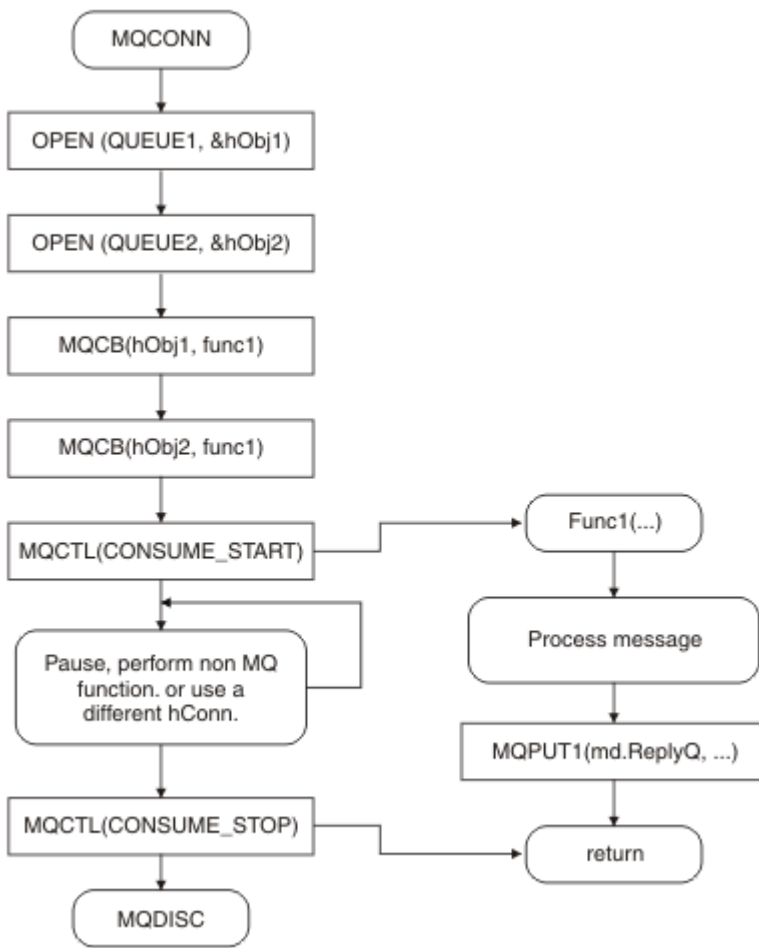 MQCONN
OPEN (QUEUE1, &hObj1)
OPEN (QUEUE2, &hObj2)
MQCB(hObj1, func1)
MQCB(hObj2, func1)
MQCTL(CONSUME_START)
Pause, perform non MQ
function. or use a
different hConn.
MQCTL(CONSUME_STOP)
MQDISC
Func1(...)
Process message
MQPUT1(md.ReplyQ, ...)
return